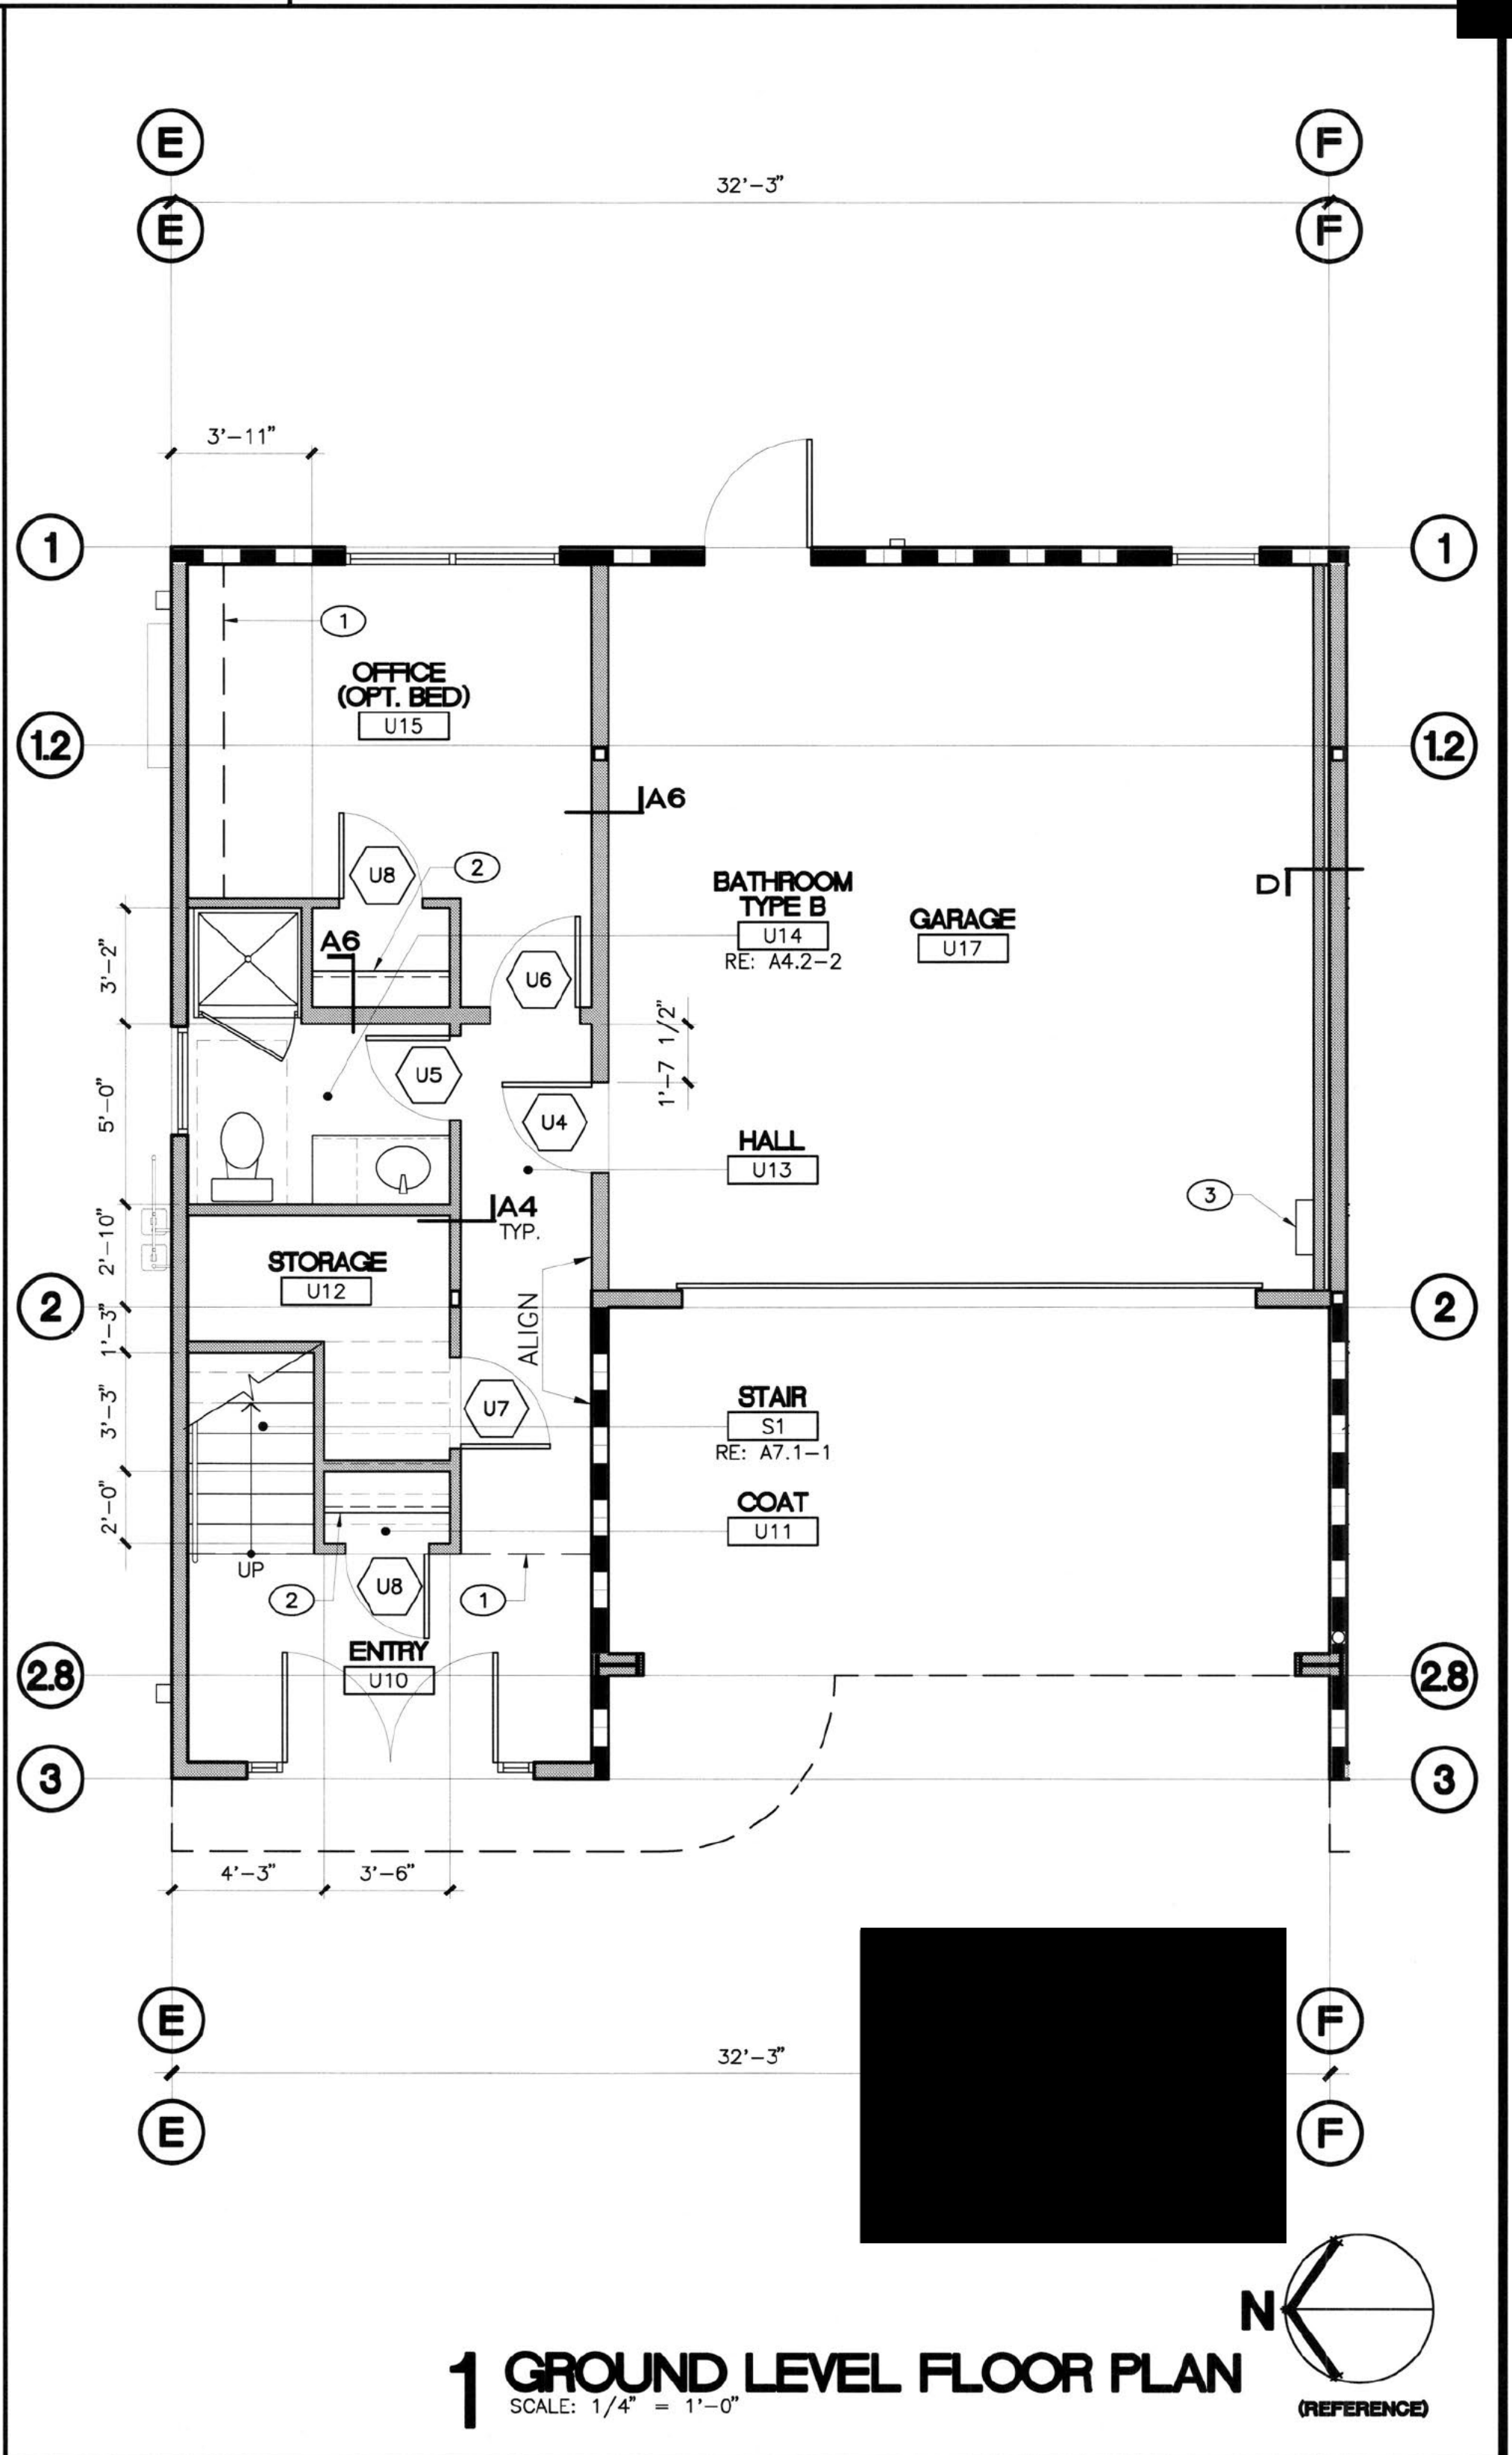 E
F
32'-3"
E
F
3'-11"
1
1
1
OFFICE
(OPT. BED)
U15
1.2
1.2
A6
U8
2
BATHROOM
TYPE B
U14
RE: A4.2-2
D
GARAGE
U17
A6
3'-2"
U6
1'-7 1/2"
U5
5'-0"
U4
HALL
U13
3
A4
TYP.
2'-10"
STORAGE
U12
2
2
1'-3"
ALIGN
3'-3"
U7
STAIR
S1
RE: A7.1-1
2'-0"
COAT
U11
UP
U8
2
1
ENTRY
U10
2.8
2.8
3
3
4'-3"
3'-6"
E
F
32'-3"
E
F
N
1 GROUND LEVEL FLOOR PLAN
SCALE: 1/4" = 1'-0"
(REFERENCE)